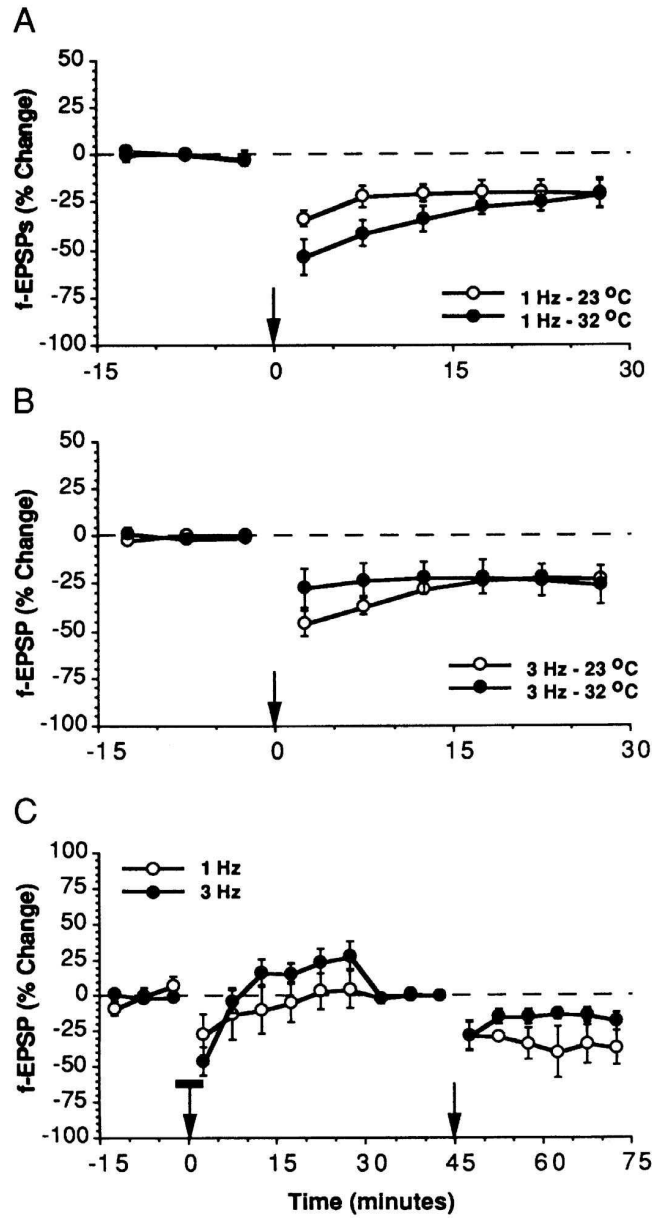 A
f-EPSPs (% Change)
50
25
0
-25
-50
-75
-100
1 Hz - 23 °C
1 Hz - 32 °C
-15
0
15
30
B
f-EPSP (% Change)
50
25
0
-25
-50
-75
-100
3 Hz - 23 °C
3 Hz - 32 °C
-15
0
15
30
C
f-EPSP (% Change)
100
75
50
25
0
-25
-50
-75
-100
1 Hz
3 Hz
-15
0
15
30
45
60
75
Time (minutes)